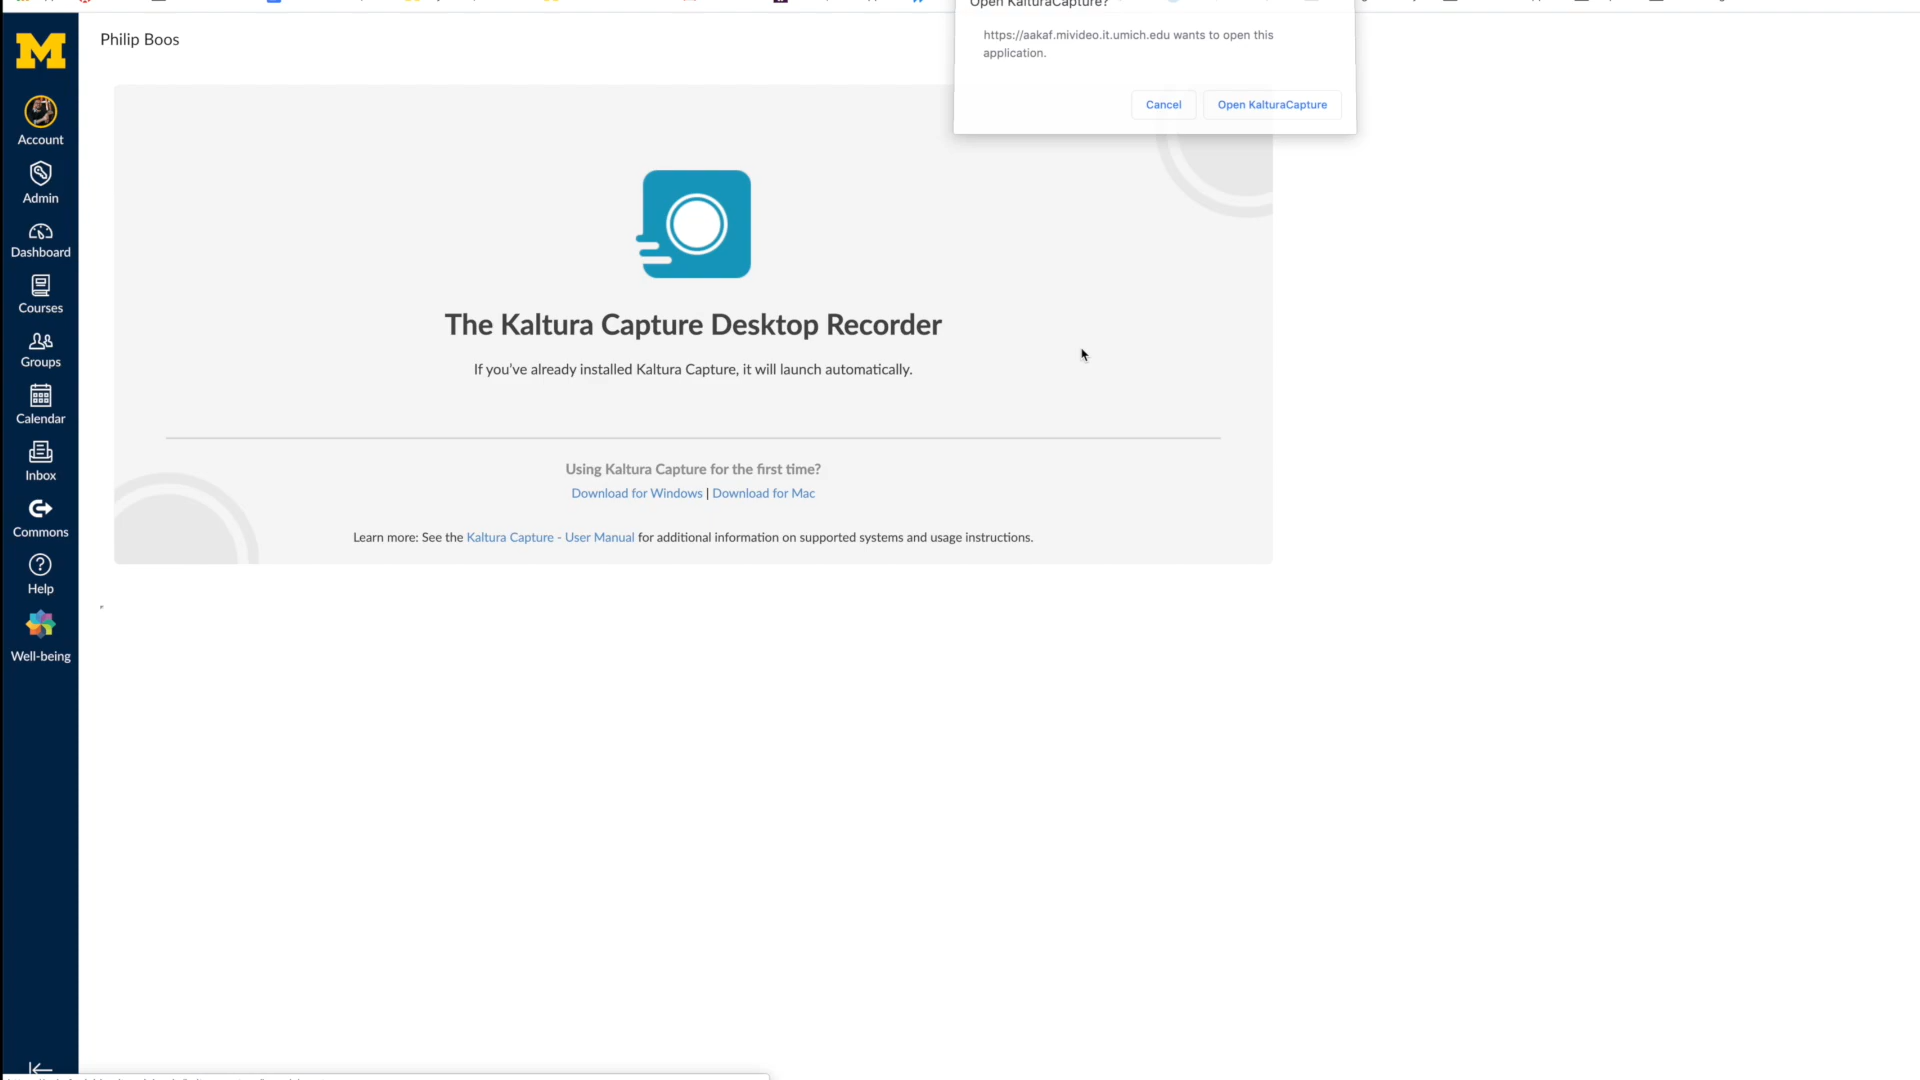 Open KalturaCapture?
https://aakaf.mivideo.it.umich.edu wants to open this
application.
Cancel
Open KalturaCapture
Philip Boos
M
Account
Admin
Dashboard
Courses
Groups
Calendar
Inbox
Commons
Help
Well-being
The Kaltura Capture Desktop Recorder
If you've already installed Kaltura Capture, it will launch automatically.
Using Kaltura Capture for the first time?
Download for Windows | Download for Mac
Learn more: See the Kaltura Capture - User Manual for additional information on supported systems and usage instructions.